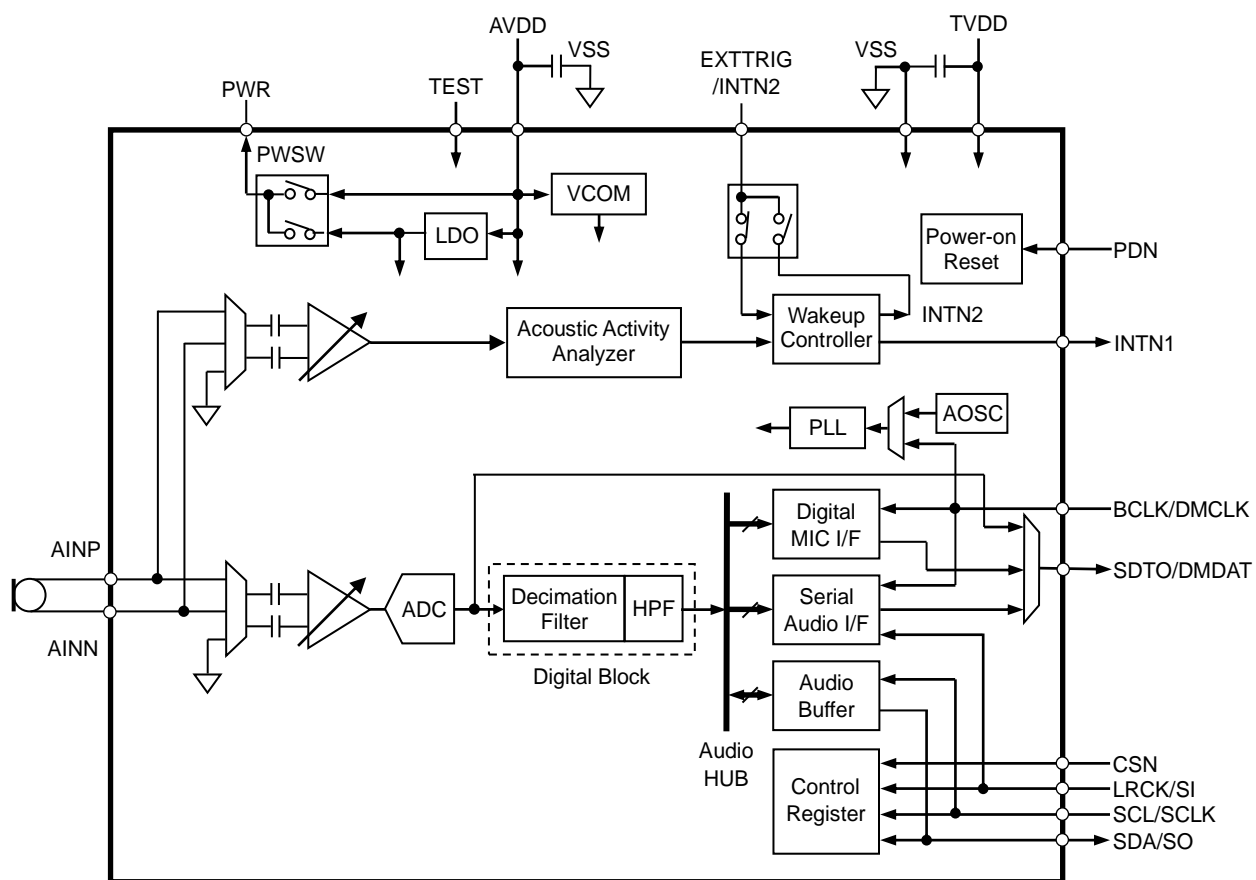 AVDD
VSS
TVDD
VSS
EXTTRIG
/INTN2
PWR
TEST
PWSW
VCOM
LDO
Power-on
Reset
PDN
Acoustic Activity
Analyzer
Wakeup
Controller
INTN2
INTN1
PLL
AOSC
BCLK/DMCLK
Digital
MIC I/F
SDTO/DMDAT
AINP
AINN
ADC
Decimation
Filter
HPF
Digital Block
Serial
Audio I/F
Audio
Buffer
Audio
HUB
Control
Register
CSN
LRCK/SI
SCL/SCLK
SDA/SO